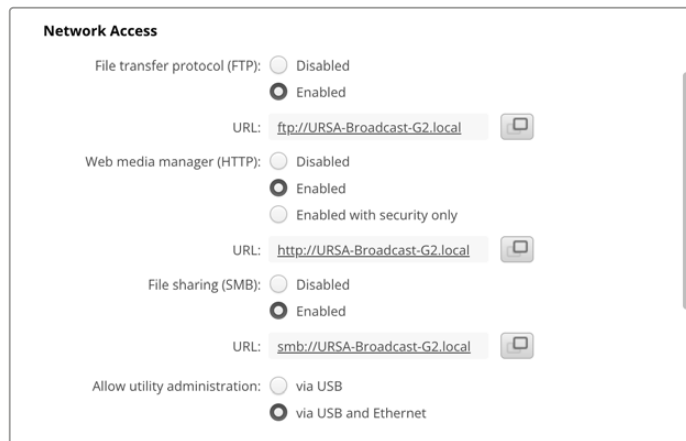 Network Access
File transfer protocol (FTP): Disabled
Enabled
URL: ftp://URSA-Broadcast-G2.local
Web media manager (HTTP): Disabled
Enabled
Enabled with security only
URL: http://URSA-Broadcast-G2.local
File sharing (SMB): Disabled
Enabled
URL: smb://URSA-Broadcast-G2.local
Allow utility administration: via USB
via USB and Ethernet